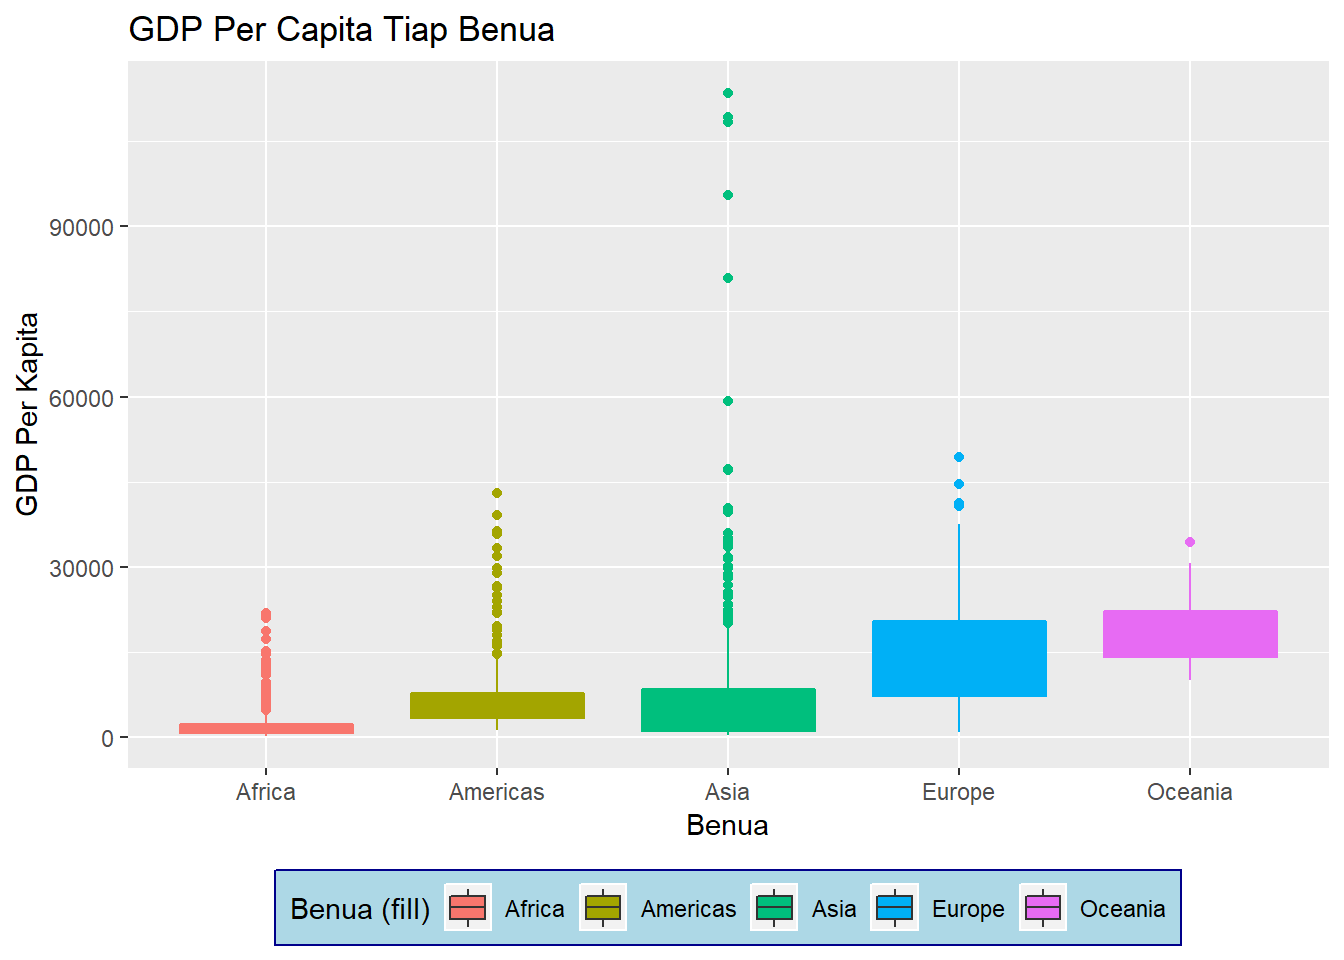 GDP Per Capita Tiap Benua
GDP Per Kapita
90000
60000
30000
0
Africa Americas Asia Europe Oceania
Benua
Benua (fill) Africa Americas Asia Europe Oceania